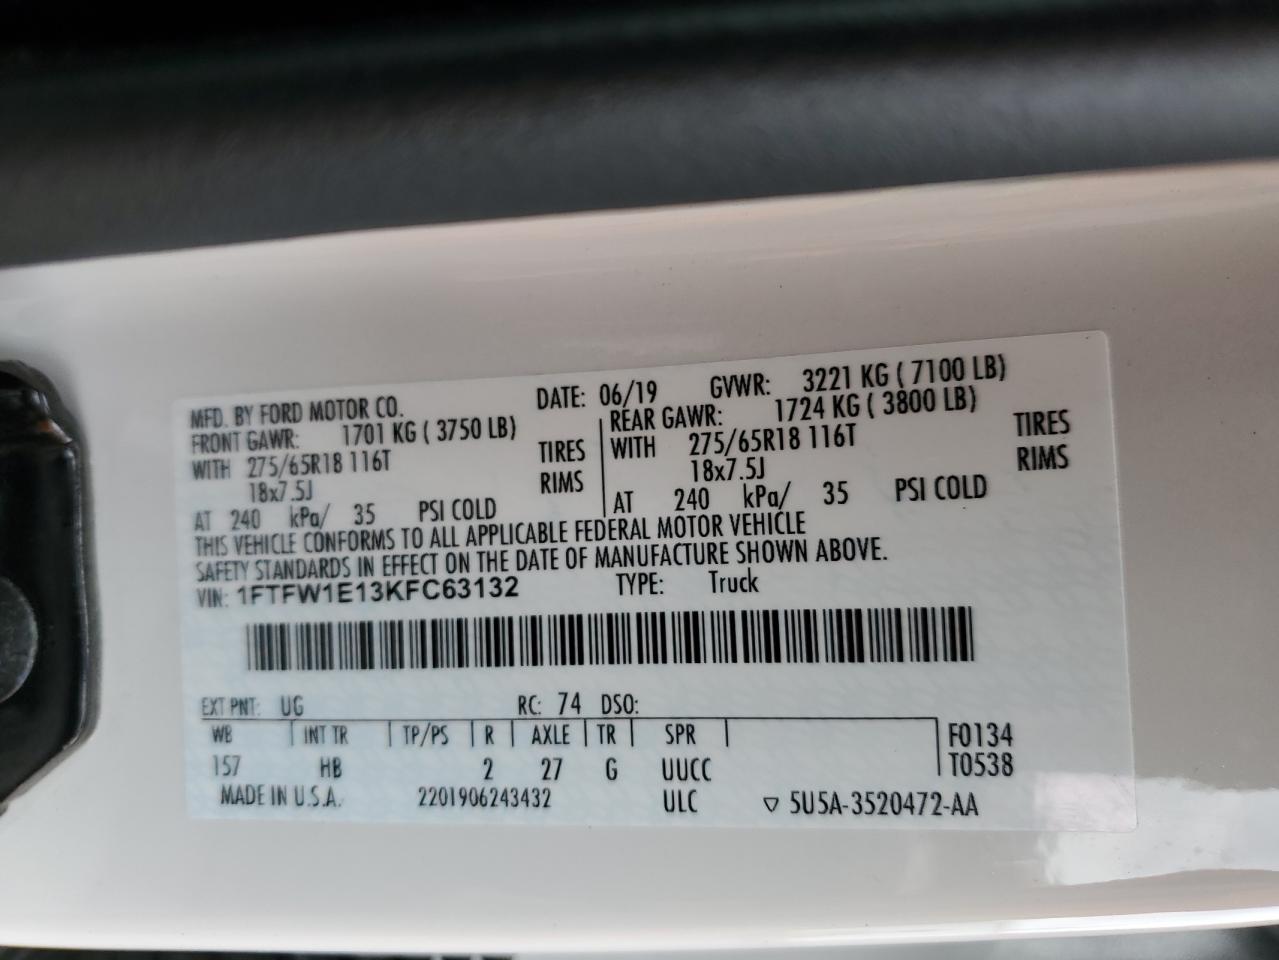 MFD. BY FORD MOTOR CO. DATE: 06/19 GVWR: 3221 KG ( 7100 LB)
FRONT GAWR: 1701 KG ( 3750 LB) REAR GAWR: 1724 KG ( 3800 LB)
WITH 275/65R18 116T TIRES WITH 275/65R18 116T TIRES
18x7.5J RIMS 18x7.5J RIMS
AT 240 kPa/ 35 PSI COLD AT 240 kPa/ 35 PSI COLD
THIS VEHICLE CONFORMS TO ALL APPLICABLE FEDERAL MOTOR VEHICLE
SAFETY STANDARDS IN EFFECT ON THE DATE OF MANUFACTURE SHOWN ABOVE.
VIN: 1FTFW1E13KFC63132 TYPE: Truck
EXT PNT: UG RC: 74 DSO:
WB INT TR TP/PS R AXLE TR SPR F0134
157 HB 2 27 G UUCC T0538
MADE IN U.S.A. 2201906243432 ULC ▽ 5U5A-3520472-AA